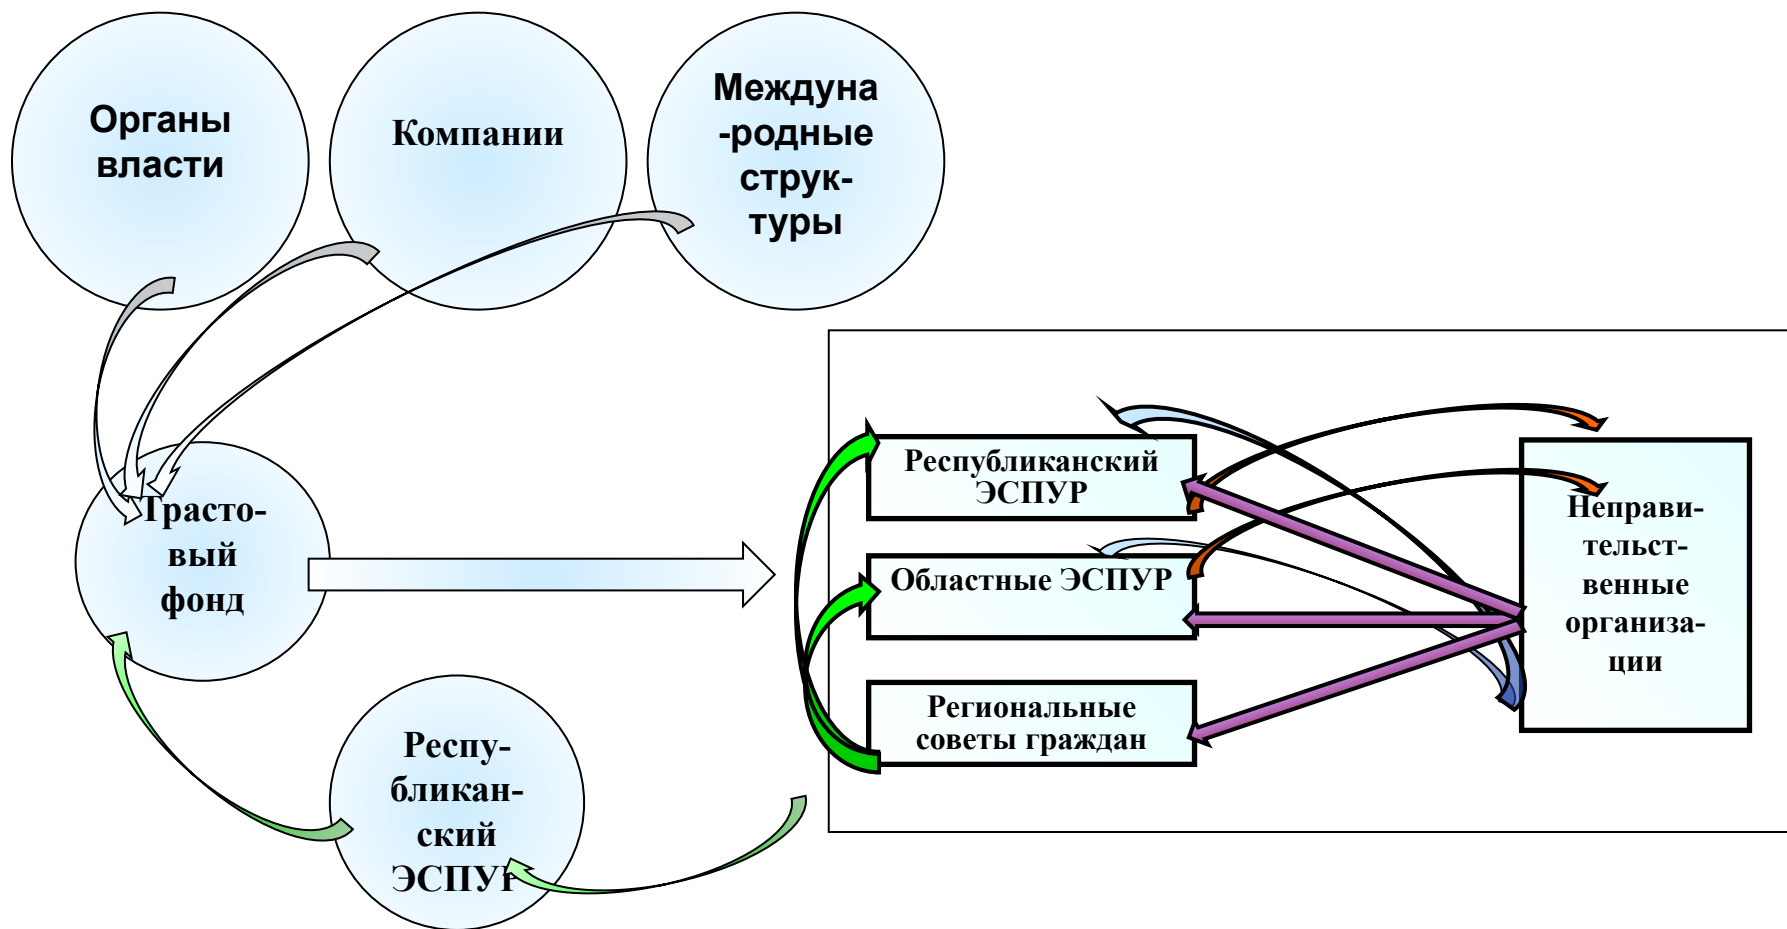 Органы
власти
Компании
Междуна
-родные
струк-
туры
Трасто-
вый
фонд
Респу-
бликан-
ский
ЭСПУР
Республиканский
ЭСПУР
Областные ЭСПУР
Региональные
советы граждан
Неправи-
тельст-
венные
организа-
ции